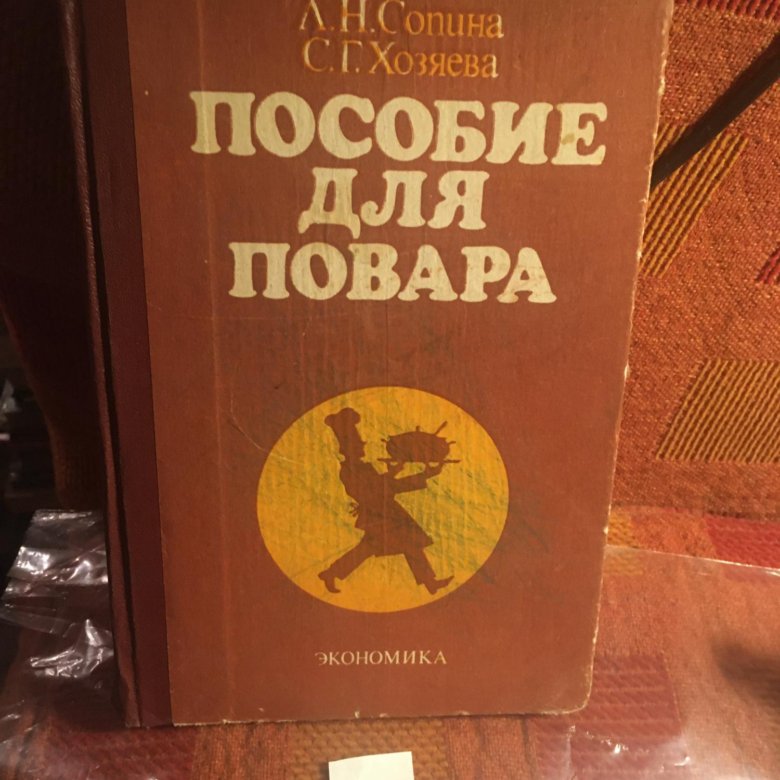 Л.Н.Сопина
С.Г.Хозяева
ПОСОБИЕ
ДЛЯ
ПОВАРА
ЭКОНОМИКА